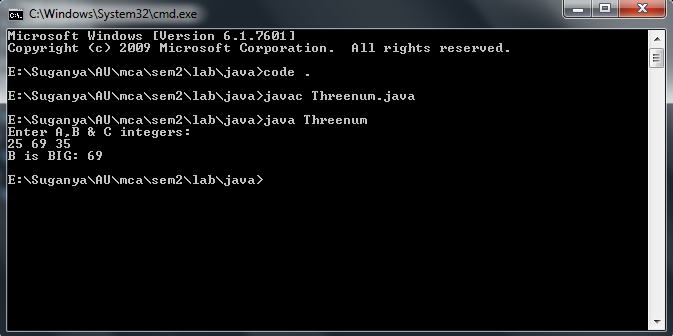 C:\Windows\System32\cmd.exe
Microsoft Windows [Version 6.1.7601]
Copyright (c) 2009 Microsoft Corporation.  All rights reserved.
E:\Suganya\AU\mca\sem2\lab\java>code .
E:\Suganya\AU\mca\sem2\lab\java>javac Threenum.java
E:\Suganya\AU\mca\sem2\lab\java>java Threenum
Enter A,B & C integers:
25 69 35
B is BIG: 69
E:\Suganya\AU\mca\sem2\lab\java>